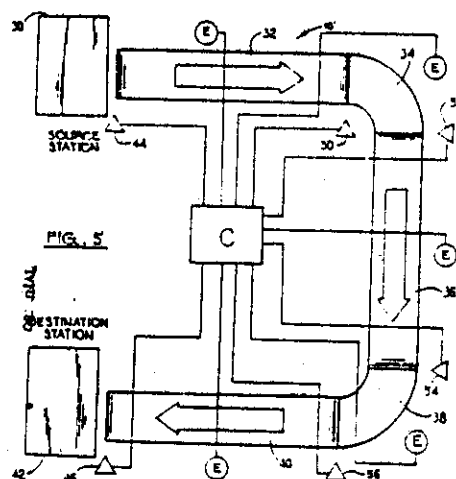 30
32
E
E
34
SOURCE
STATION
44
50
C
E
FIG. 5
36
DESTINATION
STATION
54
38
42
E
40
56
E